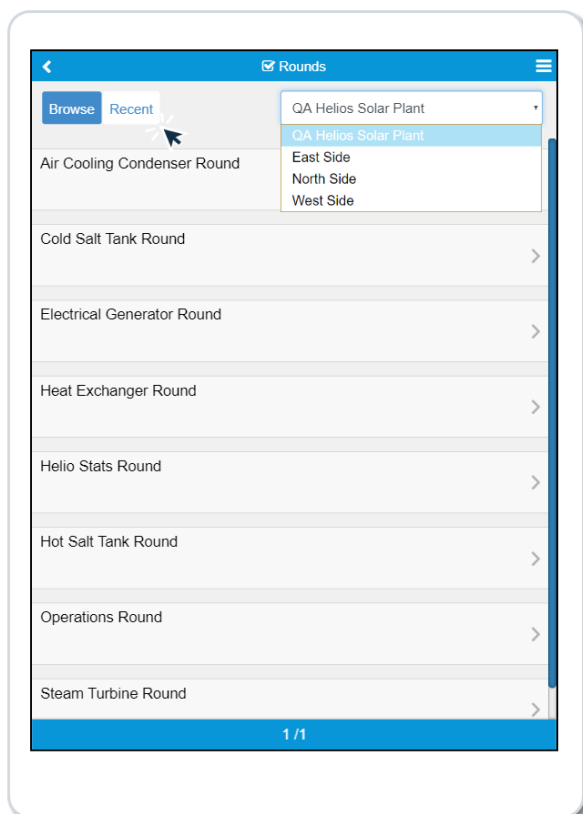 Rounds
Browse Recent
QA Helios Solar Plant
QA Helios Solar Plant
East Side
North Side
West Side
Air Cooling Condenser Round
Cold Salt Tank Round
Electrical Generator Round
Heat Exchanger Round
Helio Stats Round
Hot Salt Tank Round
Operations Round
Steam Turbine Round
1 /1